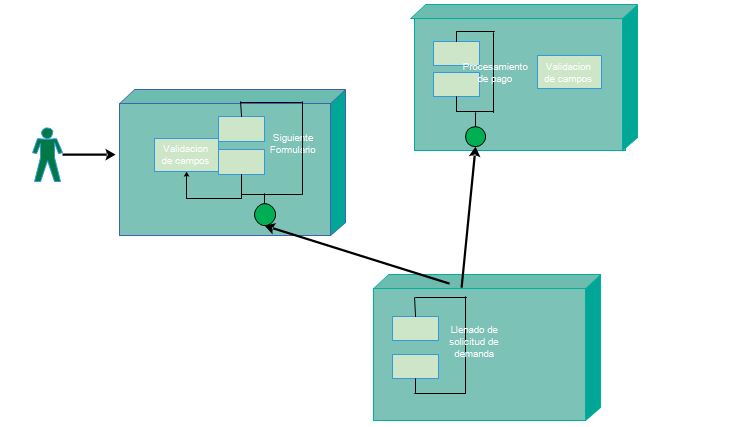 Procesamiento
de pago
Validacion
de campos
Validacion
de campos
Siguiente
Formulario
Llenado de
solicitud de
demanda